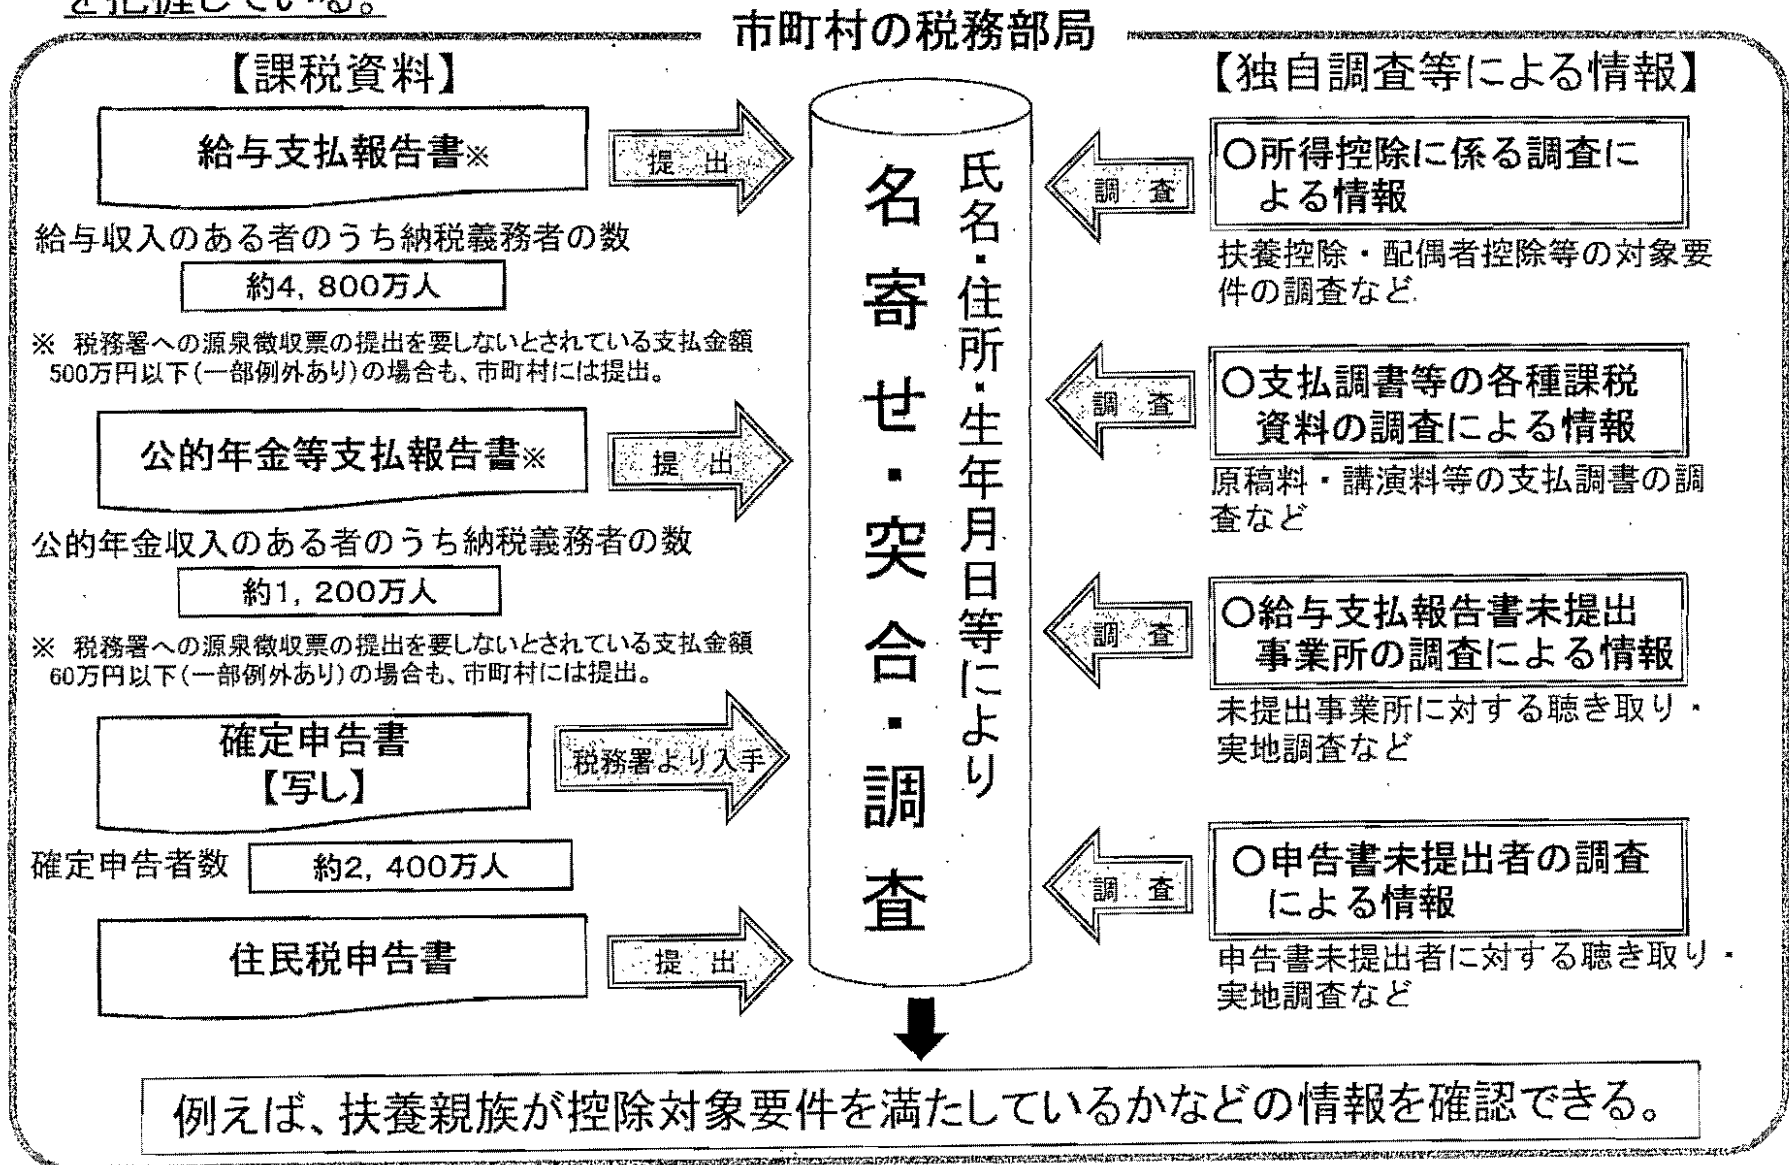 を把握している。
市町村の税務部局
【課税資料】
給与支払報告書※
提 出
給与収入のある者のうち納税義務者の数
約4,800万人
※ 税務署への源泉徴収票の提出を要しないとされている支払金額
500万円以下(一部例外あり)の場合も、市町村には提出。
公的年金等支払報告書※
提 出
公的年金収入のある者のうち納税義務者の数
約1,200万人
※ 税務署への源泉徴収票の提出を要しないとされている支払金額
60万円以下(一部例外あり)の場合も、市町村には提出。
確定申告書
【写し】
税務署より入手
確定申告者数
約2,400万人
住民税申告書
提 出
氏名・住所・生年月日等により
名寄せ・突合・調査
【独自調査等による情報】
調 査
○所得控除に係る調査に
よる情報
扶養控除・配偶者控除等の対象要
件の調査など
調 査
○支払調書等の各種課税
資料の調査による情報
原稿料・講演料等の支払調書の調
査など
調 査
○給与支払報告書未提出
事業所の調査による情報
未提出事業所に対する聴き取り・
実地調査など
調 査
○申告書未提出者の調査
による情報
申告書未提出者に対する聴き取り・
実地調査など
例えば、扶養親族が控除対象要件を満たしているかなどの情報を確認できる。